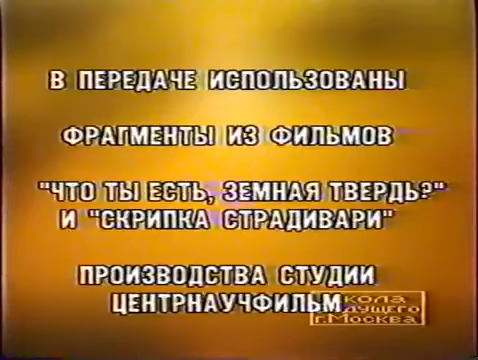 В ПЕРЕДАЧЕ ИСПОЛЬЗОВАНЫ
ФРАГМЕНТЫ ИЗ ФИЛЬМОВ
"ЧТО ТЫ ЕСТЬ, ЗЕМНАЯ ТВЕРДЬ?"
И "СКРИПКА СТРАДИВАРИ"
ПРОИЗВОДСТВА СТУДИИ
ЦЕНТРНАУЧФИЛЬМ
г.Москва